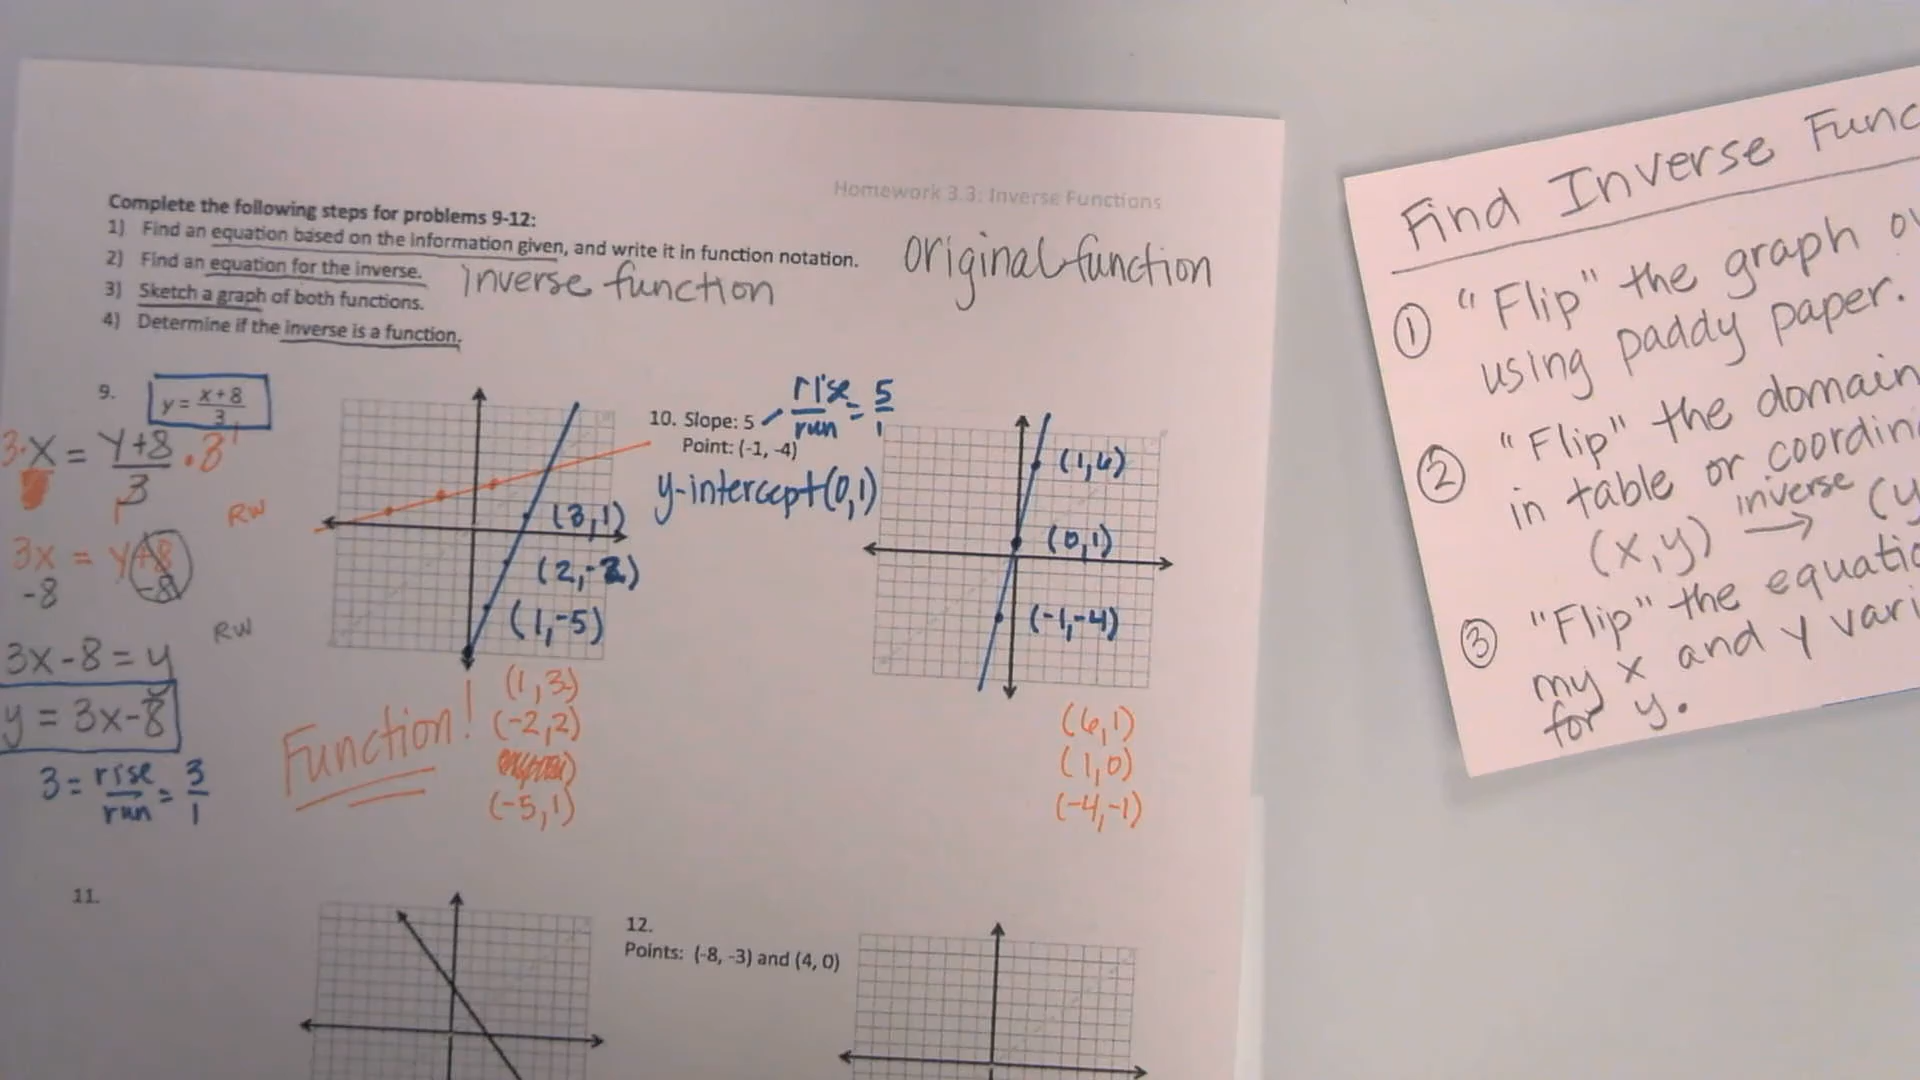 Homework 3.3: Inverse Functions
Complete the following steps for problems 9-12:
1) Find an equation based on the information given, and write it in function notation.
original function
2) Find an equation for the inverse.
inverse function
3) Sketch a graph of both functions.
4) Determine if the inverse is a function.
9. y = x+8 / 3
3·x = y+8 / 3 · 3
RW
3x = y+8
-8 -8
RW
3x-8 = y
y = 3x-8
3 = rise/run = 3/1
(3,1)
(2,-2)
(1,-5)
Function!
(1,3)
(-2,2)
(-5,1)
10. Slope: 5
rise/run = 5/1
Point: (-1, -4)
y-intercept(0,1)
(1,6)
(0,1)
(-1,-4)
(6,1)
(1,0)
(-4,-1)
11.
12.
Points: (-8, -3) and (4, 0)
Find Inverse
① "Flip" the graph
using paddy paper.
② "Flip" the domain
in table or
(x,y) inverse →
③ "Flip" the
my x and y
for y.